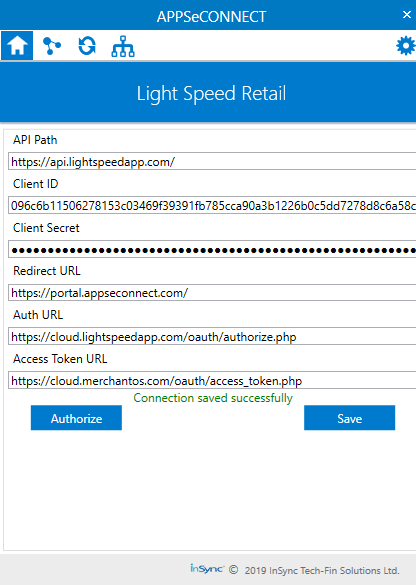 APPSeCONNECT
Light Speed Retail
API Path
https://api.lightspeedapp.com/
Client ID
096c6b11506278153c03469f39391fb785cca90a3b1226b0c5dd7278d8c6a58c
Client Secret
Redirect URL
https://portal.appseconnect.com/
Auth URL
https://cloud.lightspeedapp.com/oauth/authorize.php
Access Token URL
https://cloud.merchantos.com/oauth/access_token.php
Connection saved successfully
Authorize
Save
inSync © 2019 InSync Tech-Fin Solutions Ltd.